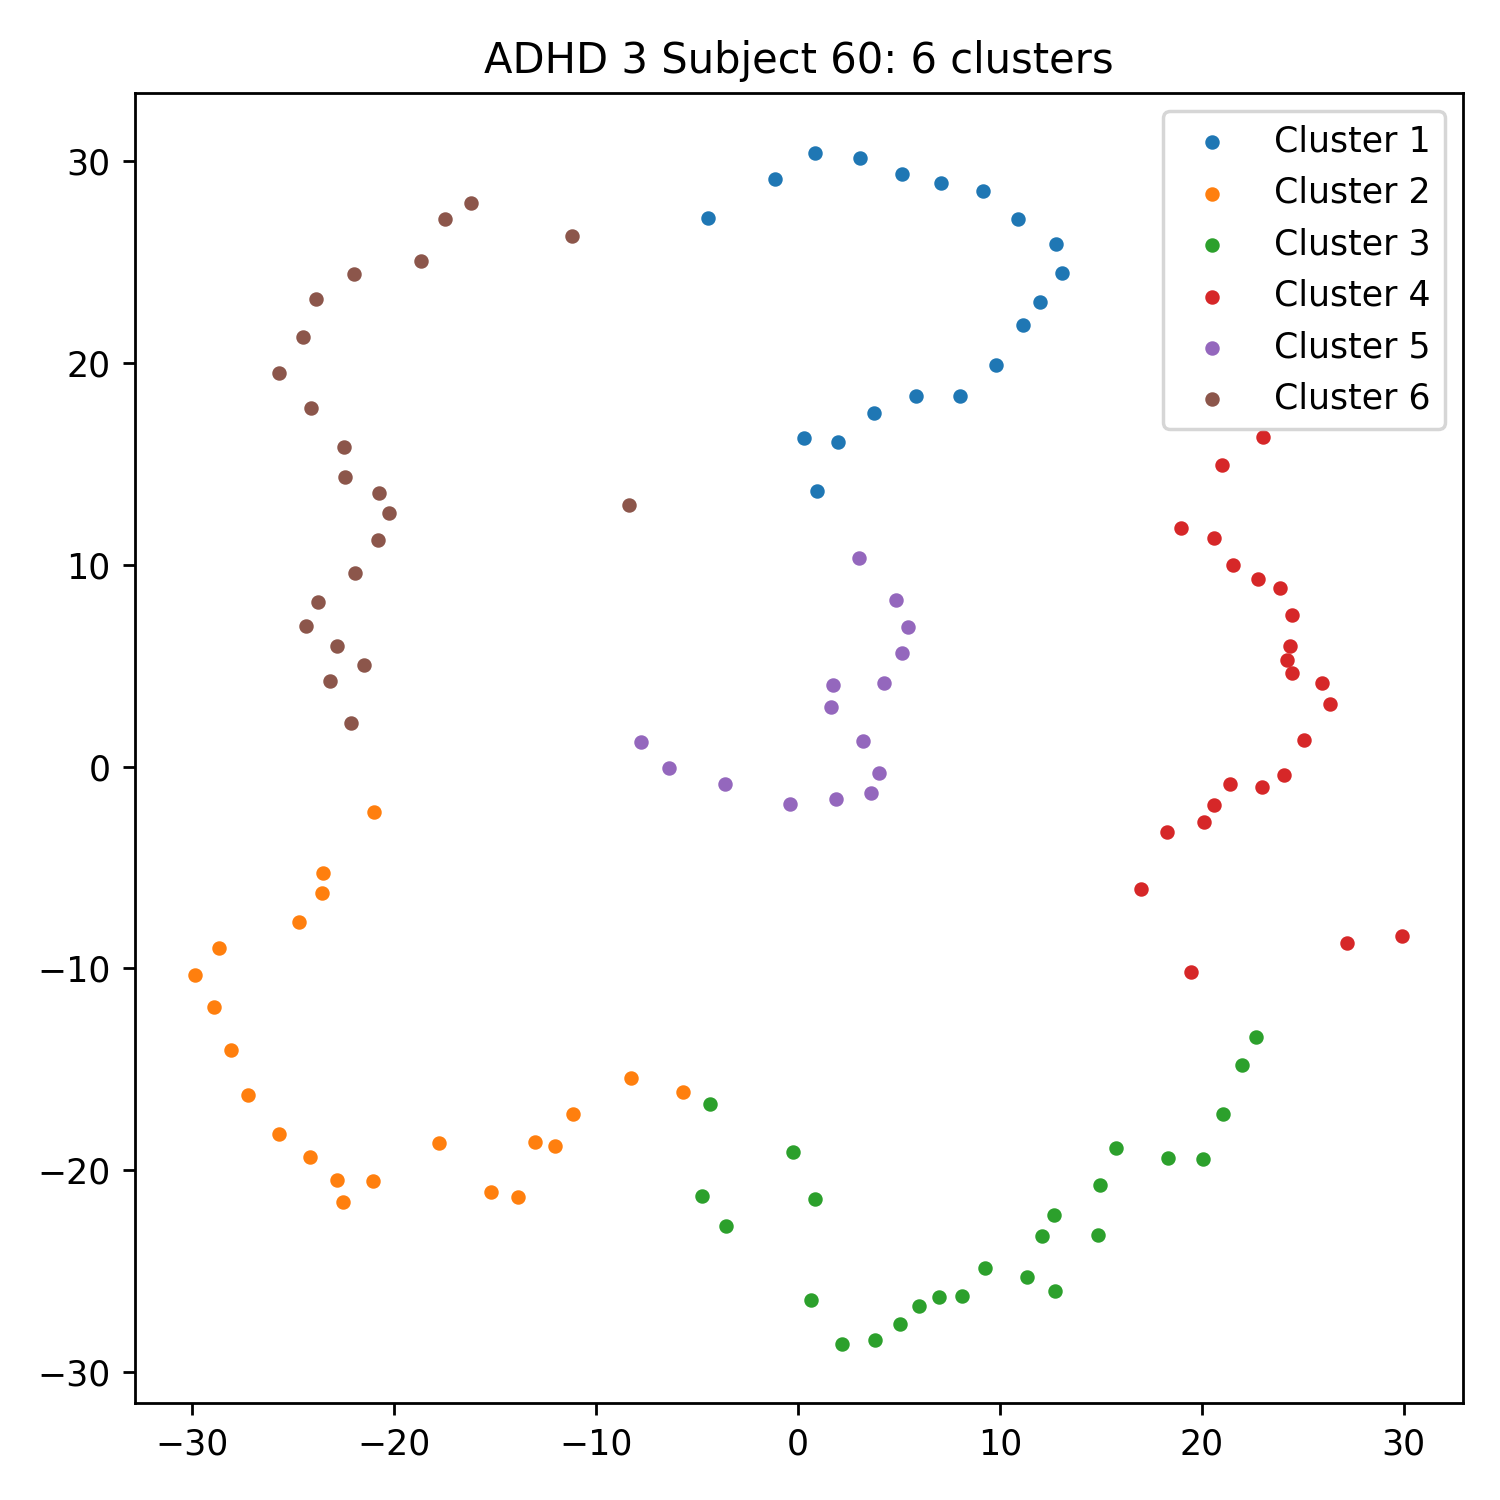 ADHD 3 Subject 60: 6 clusters
Cluster 1
Cluster 2
Cluster 3
Cluster 4
Cluster 5
Cluster 6
30
20
10
0
−10
−20
−30
−30 −20 −10 0 10 20 30